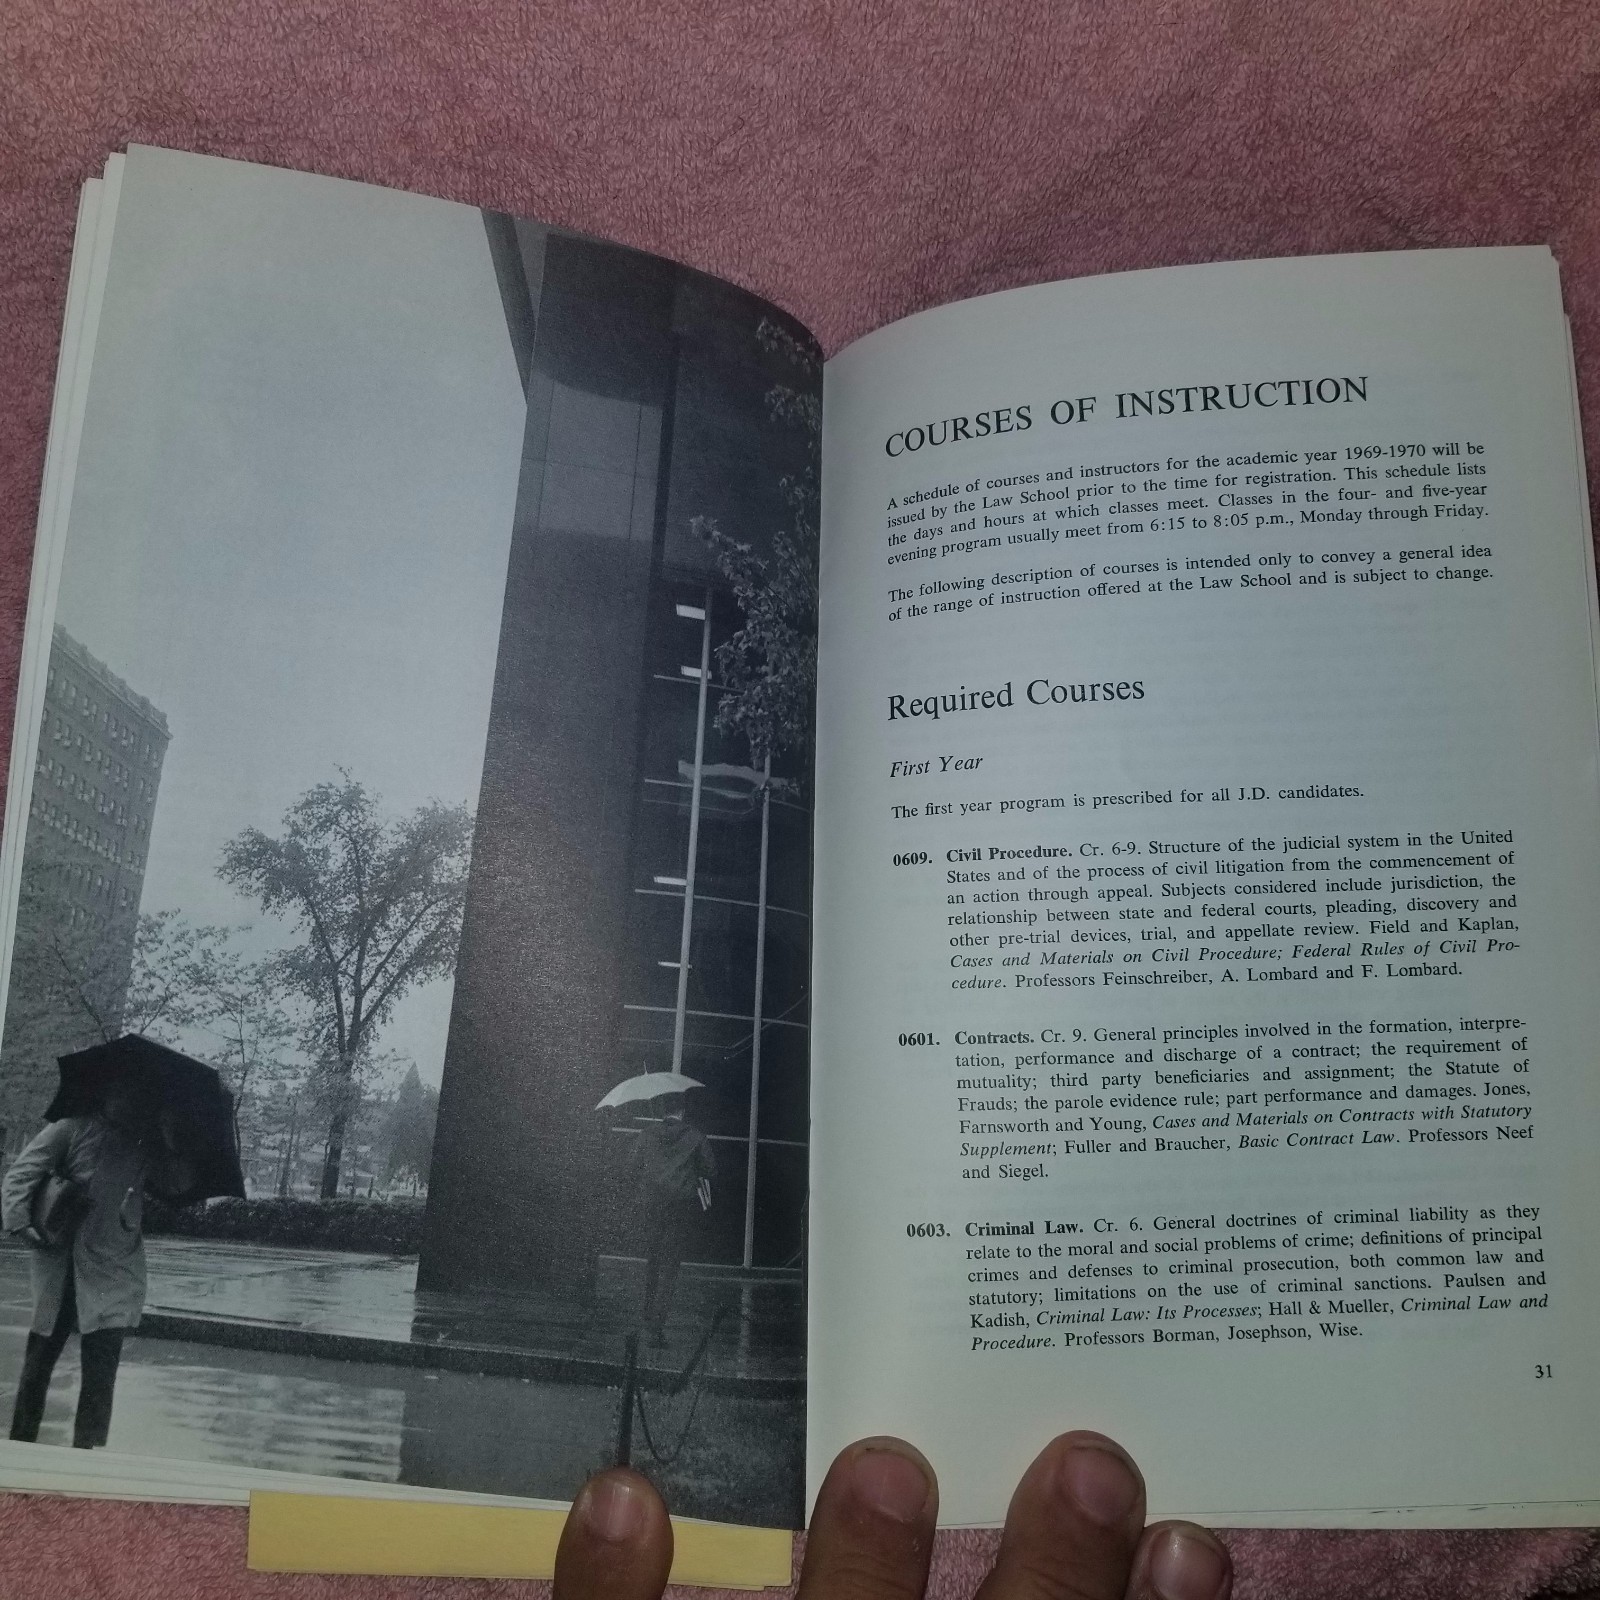 COURSES OF INSTRUCTION
A schedule of courses and instructors for the academic year 1969-1970 will be
issued by the Law School prior to the time for registration. This schedule lists
the days and hours at which classes meet. Classes in the four- and five-year
evening program usually meet from 6:15 to 8:05 p.m., Monday through Friday.
The following description of courses is intended only to convey a general idea
of the range of instruction offered at the Law School and is subject to change.
Required Courses
First Year
The first year program is prescribed for all J.D. candidates.
0609. Civil Procedure. Cr. 6-9. Structure of the judicial system in the United
States and of the process of civil litigation from the commencement of
an action through appeal. Subjects considered include jurisdiction, the
relationship between state and federal courts, pleading, discovery and
other pre-trial devices, trial, and appellate review. Field and Kaplan,
Cases and Materials on Civil Procedure; Federal Rules of Civil Pro-
cedure. Professors Feinschreiber, A. Lombard and F. Lombard.
0601. Contracts. Cr. 9. General principles involved in the formation, interpre-
tation, performance and discharge of a contract; the requirement of
mutuality; third party beneficiaries and assignment; the Statute of
Frauds; the parole evidence rule; part performance and damages. Jones,
Farnsworth and Young, Cases and Materials on Contracts with Statutory
Supplement; Fuller and Braucher, Basic Contract Law. Professors Neef
and Siegel.
0603. Criminal Law. Cr. 6. General doctrines of criminal liability as they
relate to the moral and social problems of crime; definitions of principal
crimes and defenses to criminal prosecution, both common law and
statutory; limitations on the use of criminal sanctions. Paulsen and
Kadish, Criminal Law: Its Processes; Hall & Mueller, Criminal Law and
Procedure. Professors Borman, Josephson, Wise.
31